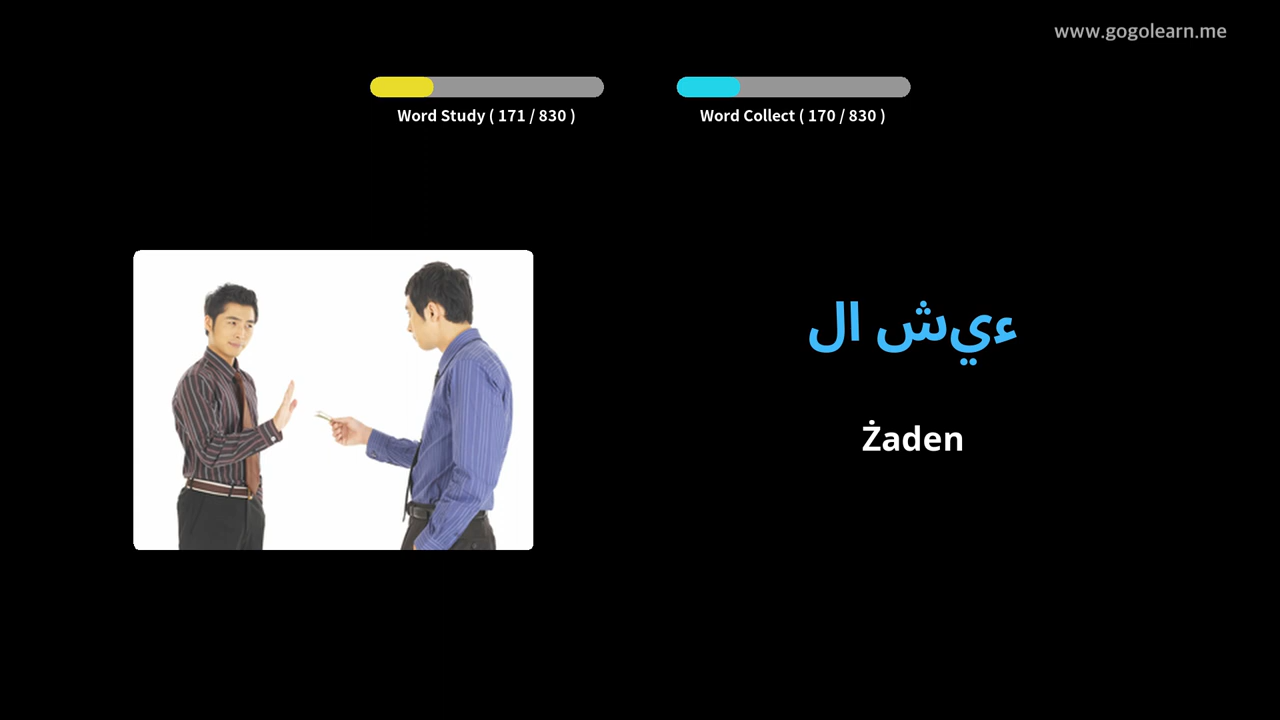 www.gogolearn.me
Word Study ( 171 / 830 )
Word Collect ( 170 / 830 )
ءيش ال
Żaden